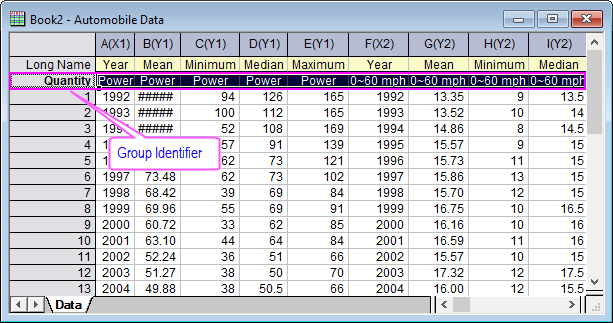 Book2 - Automobile Data
A(X1) B(Y1) C(Y1) D(Y1) E(Y1) F(X2) G(Y2) H(Y2) I(Y2)
Long Name Year Mean Minimum Median Maximum Year Mean Minimum Median
Quantity Power Power Power Power Power 0~60 mph 0~60 mph 0~60 mph 0~60 mph
1 1992 ##### 94 126 165 1992 13.35 9 13.5
2 1993 ##### 100 112 165 1993 13.52 10 14
3 ##### 52 108 169 1994 14.86 8 14.5
4 57 91 139 1995 15.57 9 15
5 62 73 121 1996 15.73 11 15
Group Identifier
6 1997 73.48 62 73 102 1997 15.86 13 15
7 1998 68.42 39 69 84 1998 15.70 12 15
8 1999 69.96 55 69 91 1999 16.75 10 16.5
9 2000 60.72 33 62 85 2000 16.16 10 16
10 2001 63.10 44 64 84 2001 16.59 11 16
11 2002 52.24 36 51 66 2002 15.57 10 15
12 2003 51.27 38 50 70 2003 17.32 12 17.5
13 2004 49.88 38 50.5 66 2004 16.00 12 15.5
Data